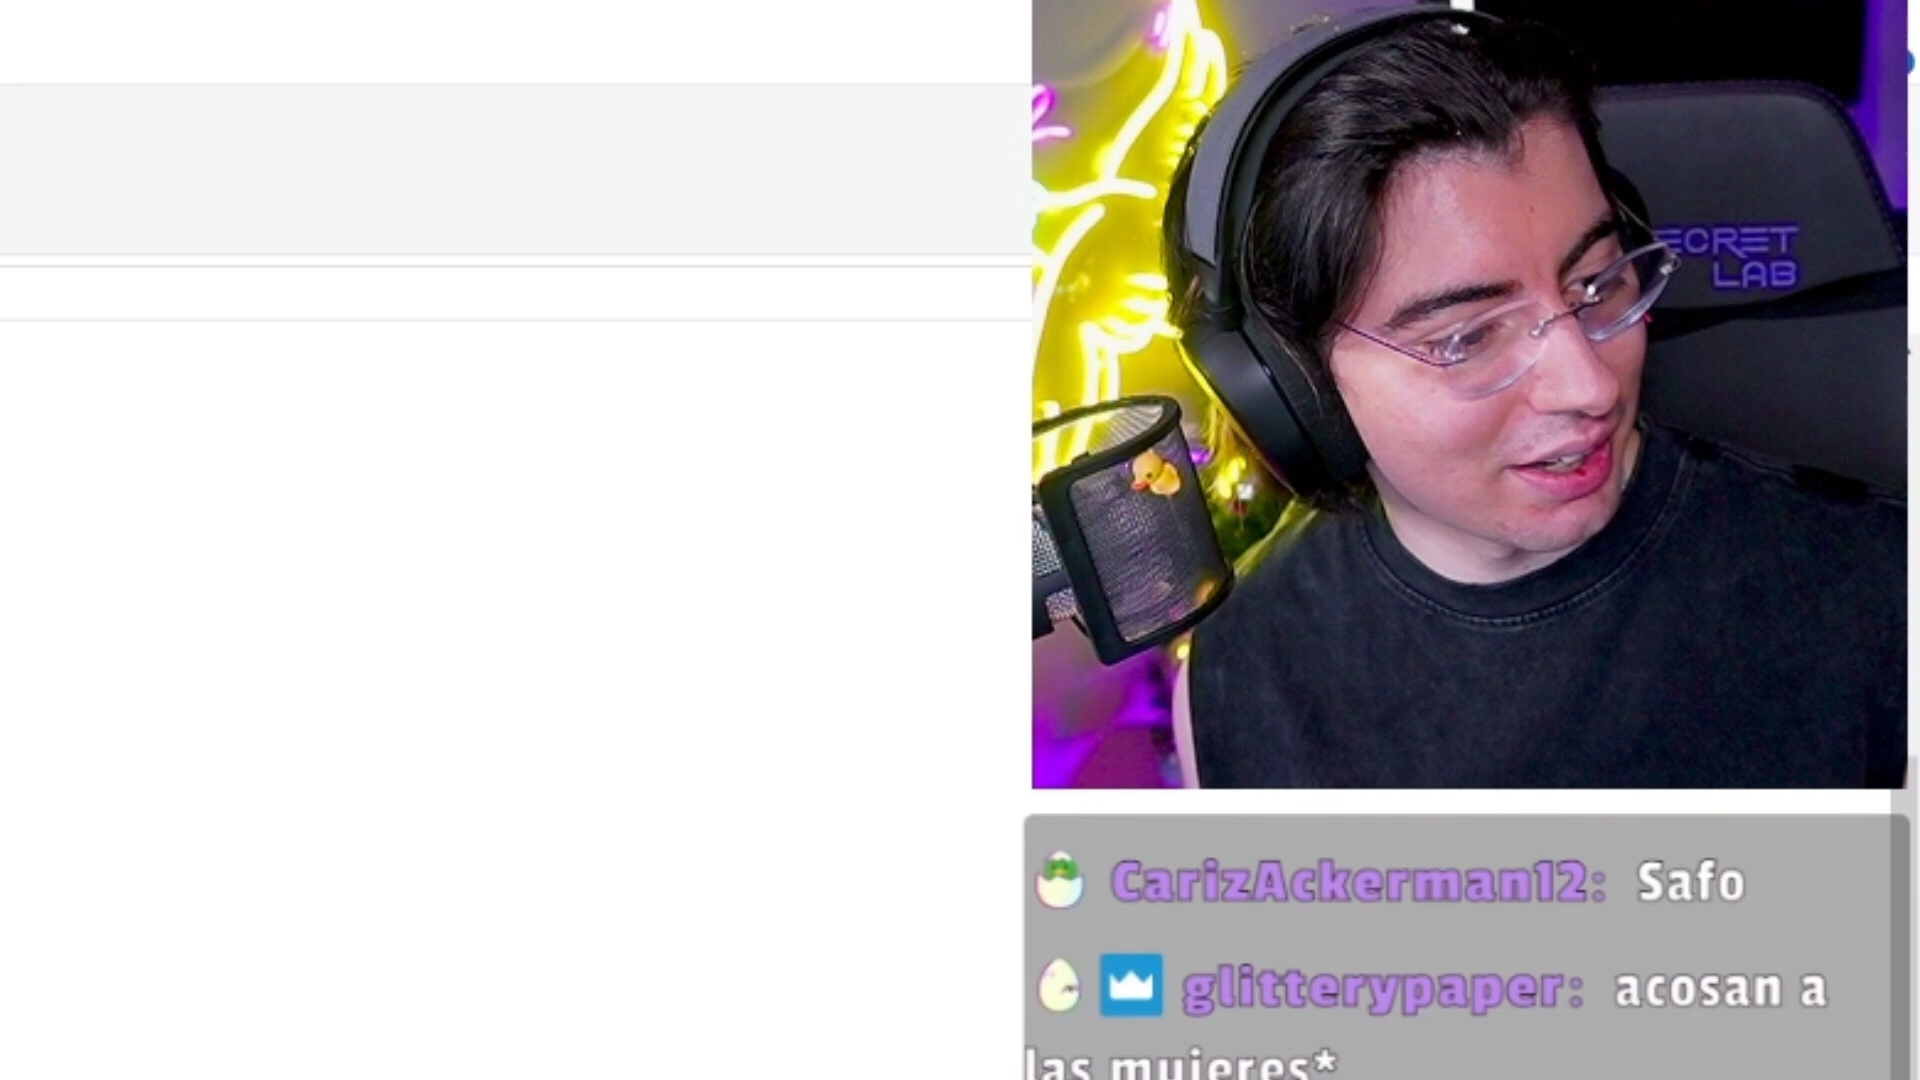 ECRET
LAB
CarizAckerman12: Safo
glitterypaper: acosan a
las mujeres*